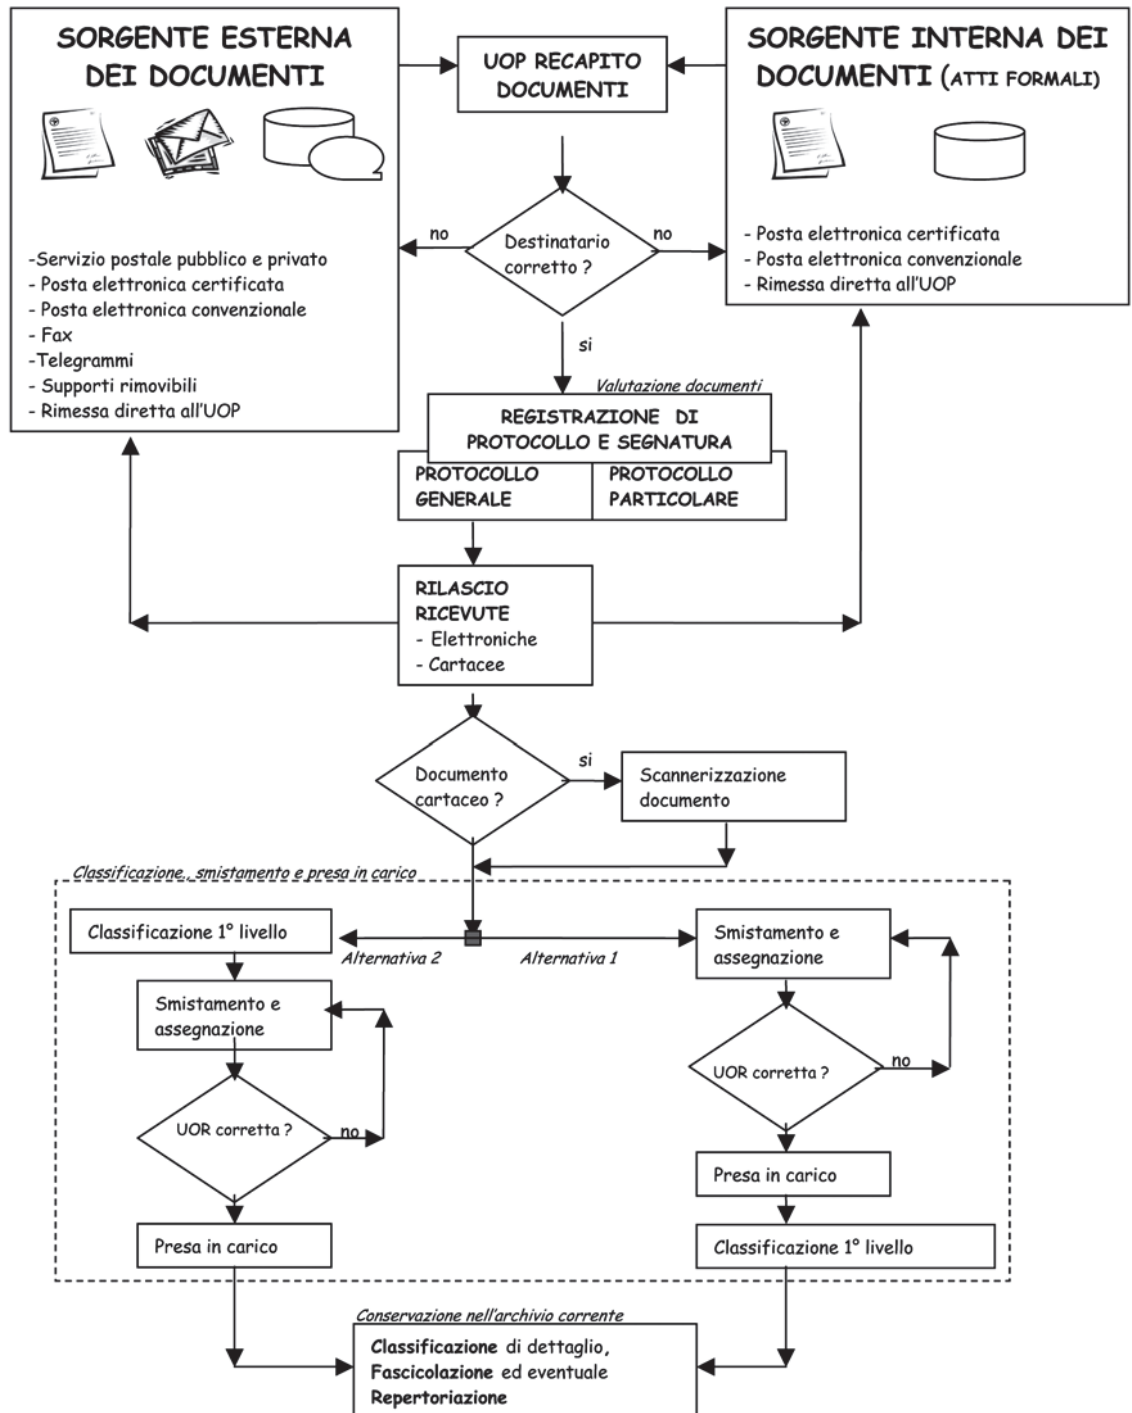 SORGENTE ESTERNA
DEI DOCUMENTI
UOP RECAPITO
DOCUMENTI
SORGENTE INTERNA DEI
DOCUMENTI (ATTI FORMALI)
-Servizio postale pubblico e privato
- Posta elettronica certificata
- Posta elettronica convenzionale
- Fax
-Telegrammi
- Supporti rimovibili
- Rimessa diretta all'UOP
no
Destinatario
corretto ?
no
- Posta elettronica certificata
- Posta elettronica convenzionale
- Rimessa diretta all'UOP
si
Valutazione documenti
REGISTRAZIONE DI
PROTOCOLLO E SEGNATURA
PROTOCOLLO
GENERALE
PROTOCOLLO
PARTICOLARE
RILASCIO
RICEVUTE
- Elettroniche
- Cartacee
Documento
cartaceo ?
si
Scannerizzazione
documento
Classificazione., smistamento e presa in carico
Classificazione 1° livello
Alternativa 2
Alternativa 1
Smistamento e
assegnazione
Smistamento e
assegnazione
UOR corretta ?
no
UOR corretta ?
no
Presa in carico
Presa in carico
Classificazione 1° livello
Conservazione nell'archivio corrente
Classificazione di dettaglio,
Fascicolazione ed eventuale
Repertoriazione